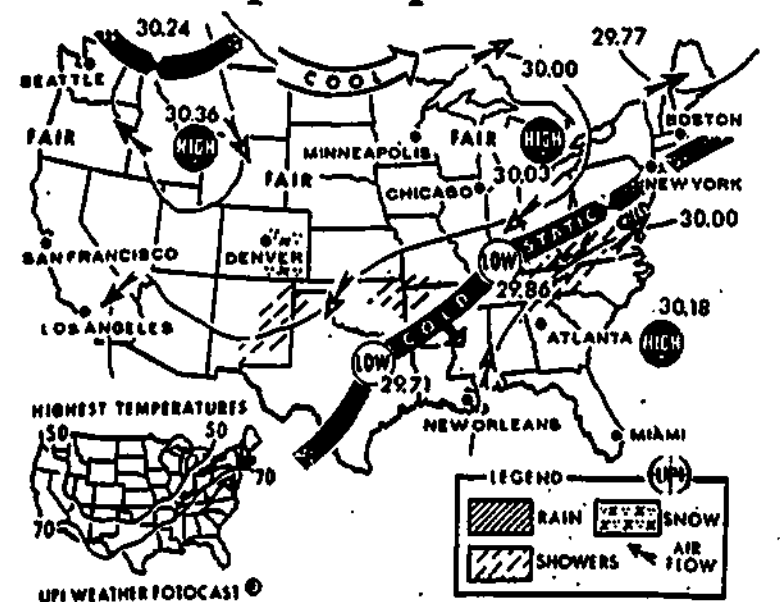 30.24
29.77
COOL
30.00
SEATTLE
30.36
HIGH
FAIR
BOSTON
FAIR
HIGH
MINNEAPOLIS
FAIR
30.03
CHICAGO
NEW YORK
STATIC
30.00
SAN FRANCISCO
DENVER
LOW
29.86
COLD
30.18
LOS ANGELES
ATLANTA
HIGH
LOW
29.71
HIGHEST TEMPERATURES
NEW ORLEANS
MIAMI
50
50
70
70
LEGEND
UPI
RAIN
SNOW
SHOWERS
AIR FLOW
UPI WEATHER FOTOCAST